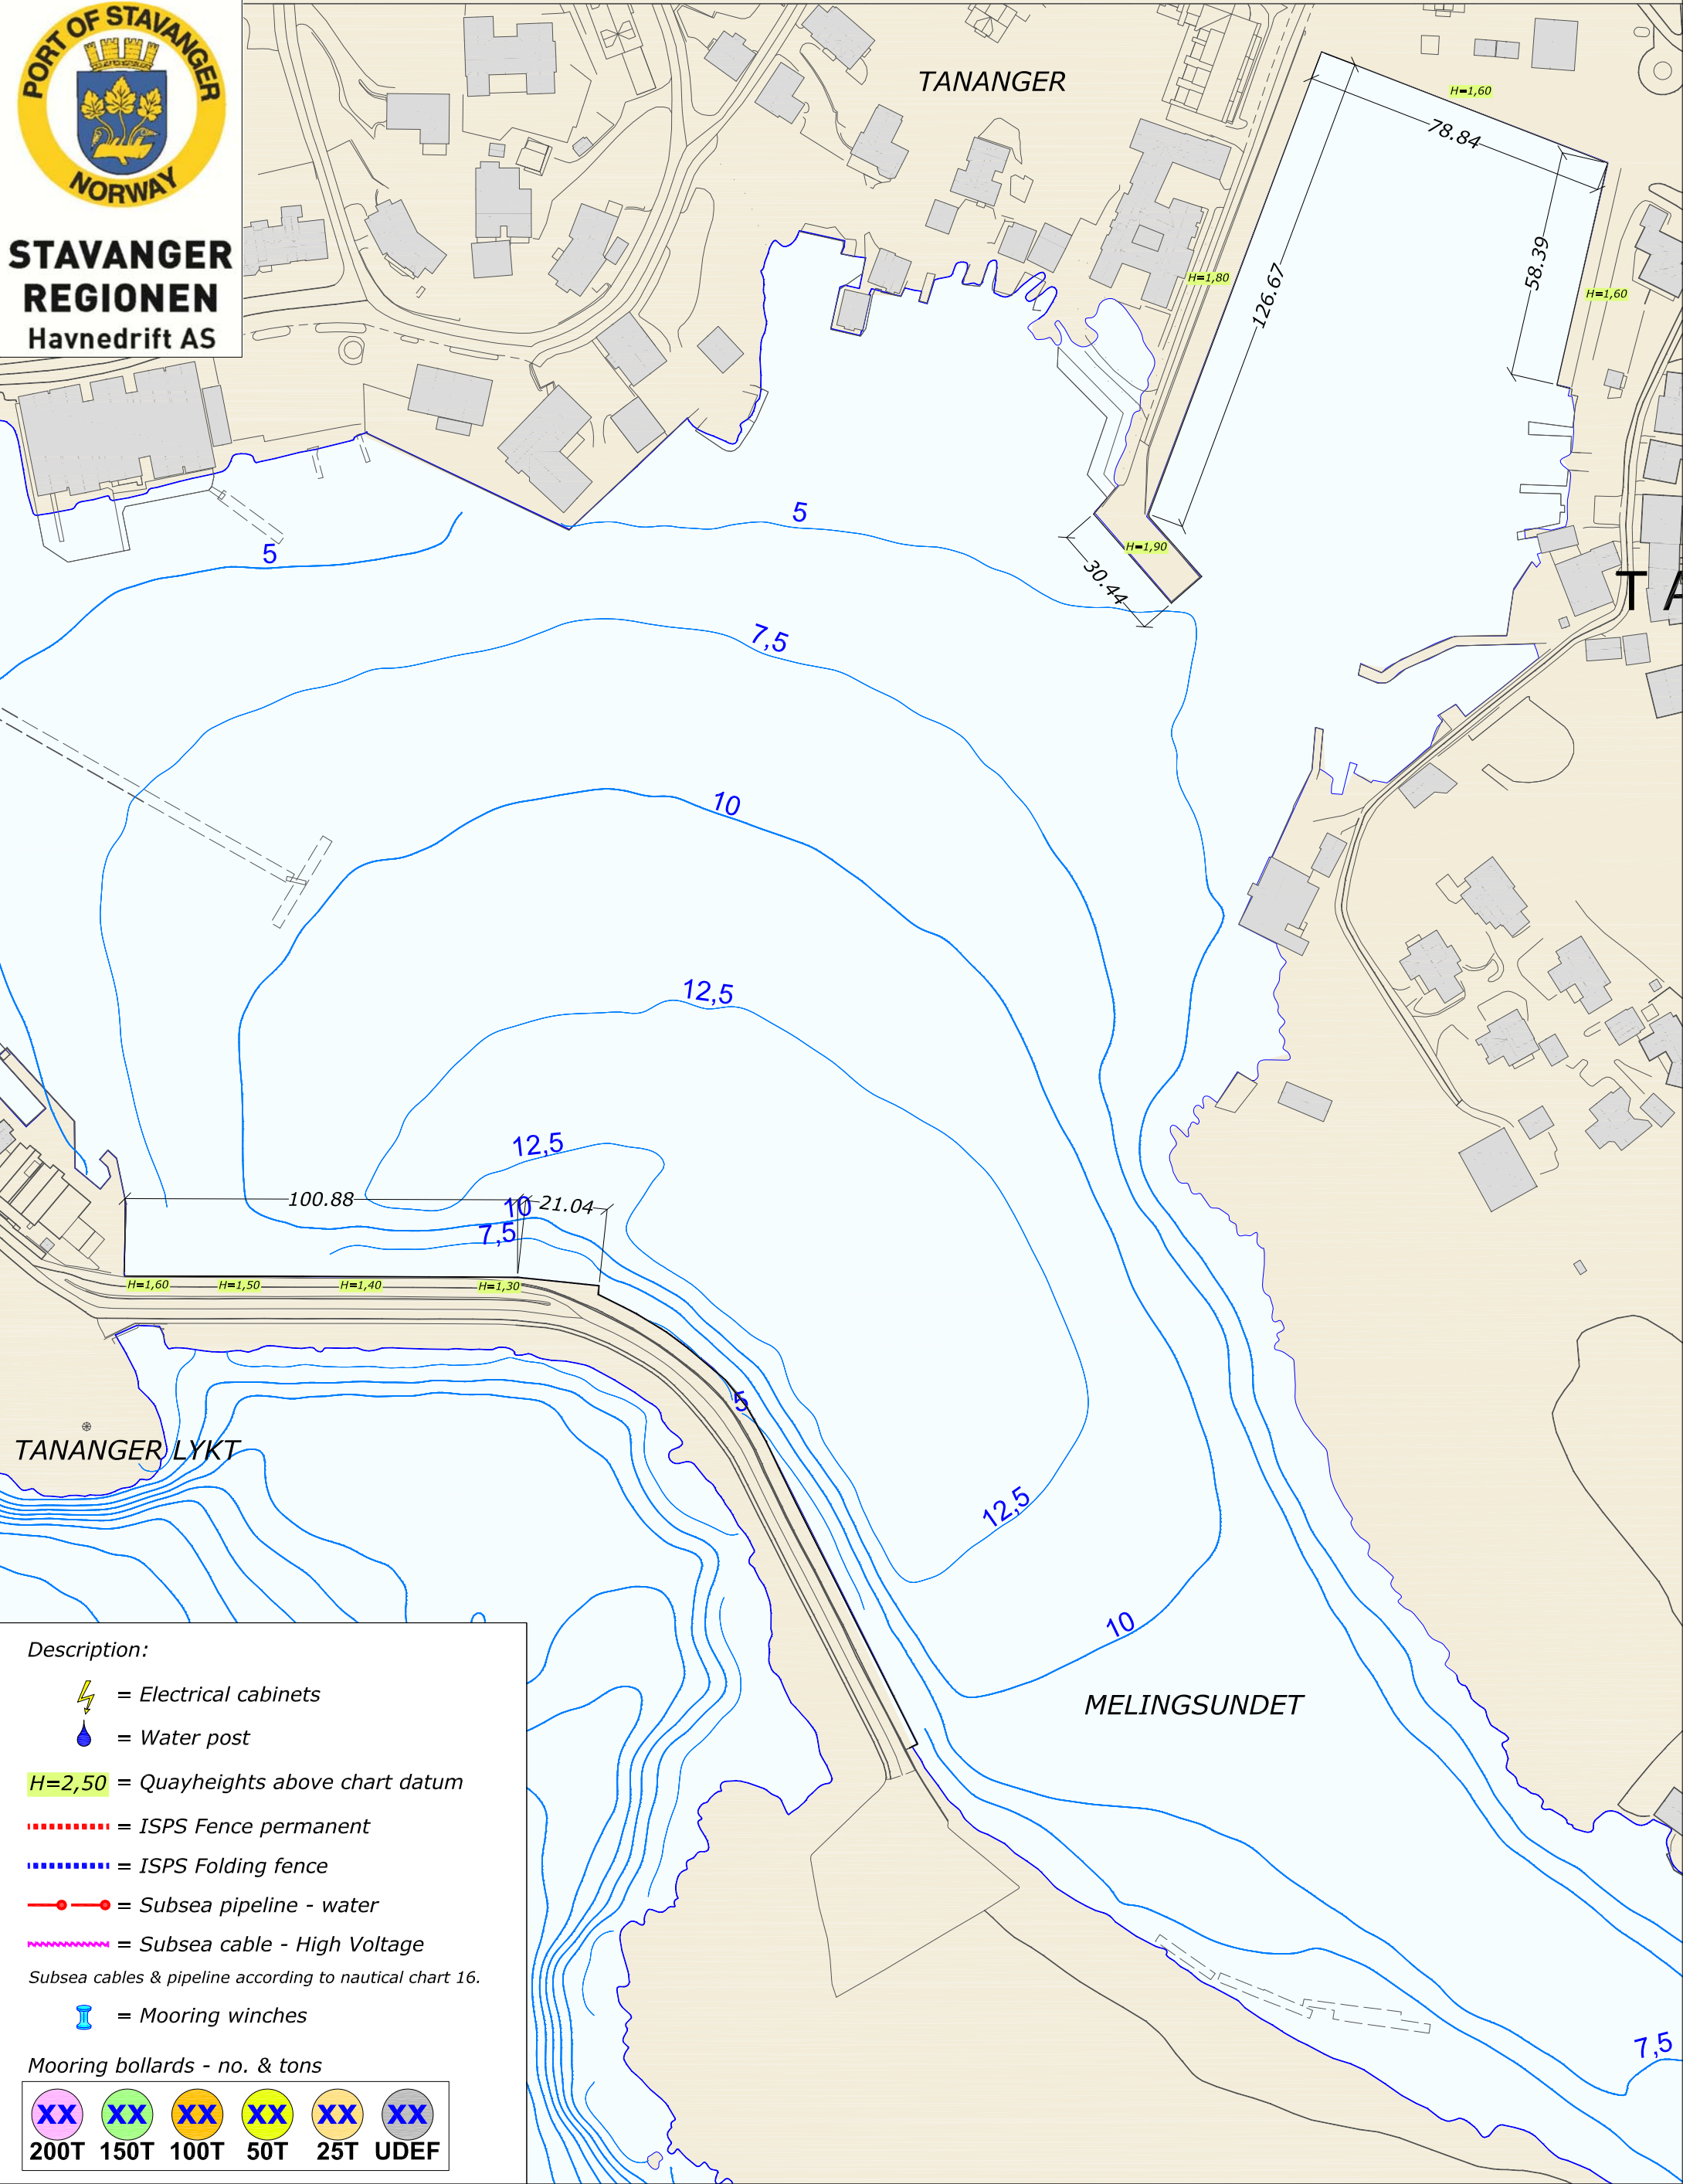 PORT OF STAVANGER
NORWAY
STAVANGER
REGIONEN
Havnedrift AS
TANANGER
H=1,60
78.84
58.39
H=1,80
126.67
H=1,60
5
5
H=1,90
30.44
T A
7,5
10
12,5
12,5
100.88
10
21.04
7,5
H=1,60
H=1,50
H=1,40
H=1,30
5
TANANGER LYKT
12,5
10
MELINGSUNDET
7,5
Description:
= Electrical cabinets
= Water post
H=2,50 = Quayheights above chart datum
= ISPS Fence permanent
= ISPS Folding fence
= Subsea pipeline - water
= Subsea cable - High Voltage
Subsea cables & pipeline according to nautical chart 16.
= Mooring winches
Mooring bollards - no. & tons
XX XX XX XX XX XX
200T 150T 100T 50T 25T UDEF